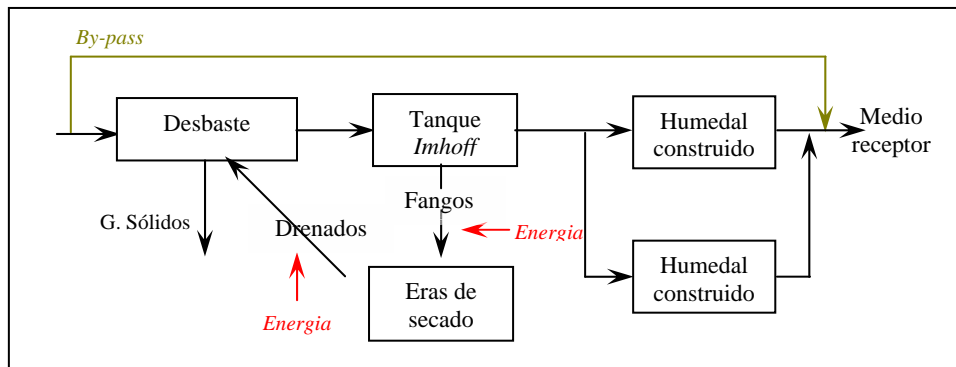 By-pass
Desbaste
Tanque
Imhoff
Humedal
construido
Medio
receptor
G. Sólidos
Drenados
Fangos
Energia
Energia
Eras de
secado
Humedal
construido